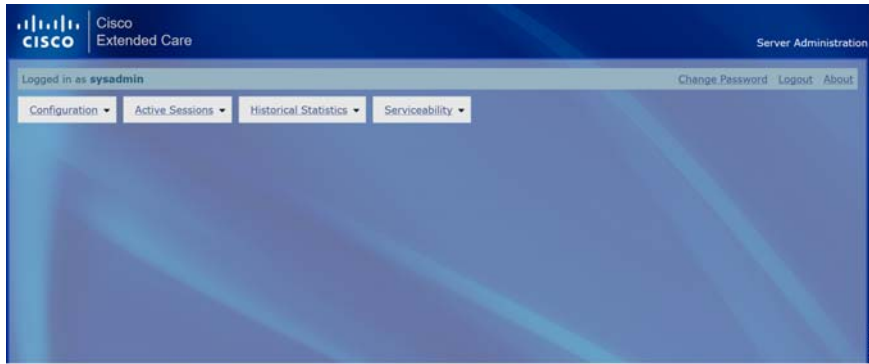 CISCO
Cisco
Extended Care
Server Administration
Logged in as sysadmin
Change Password Logout About
Configuration Active Sessions Historical Statistics Serviceability